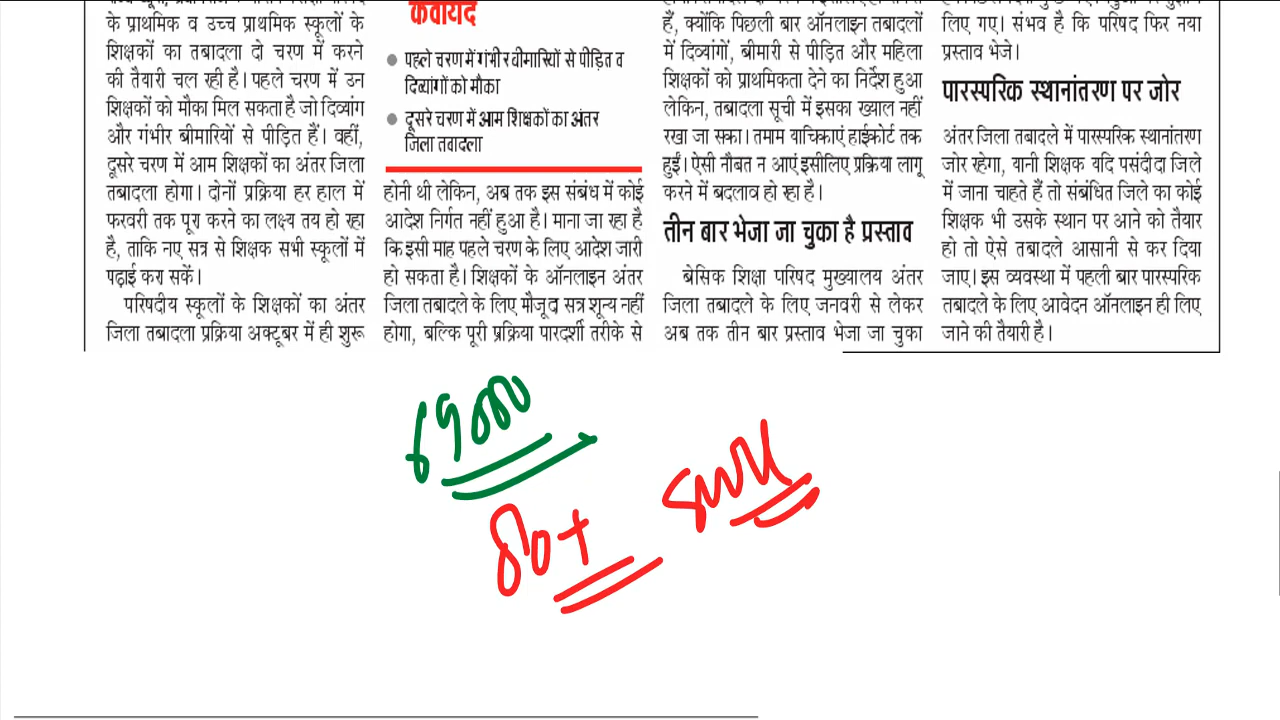 के प्राथमिक व उच्च प्राथमिक स्कूलों के
शिक्षकों का तबादला दो चरण में करने
की तैयारी चल रही है। पहले चरण में उन
शिक्षकों को मौका मिल सकता है जो दिव्यांग
और गंभीर बीमारियों से पीड़ित हैं। वहीं,
दूसरे चरण में आम शिक्षकों का अंतर जिला
तबादला होगा। दोनों प्रक्रिया हर हाल में
फरवरी तक पूरा करने का लक्ष्य तय हो रहा
है, ताकि नए सत्र से शिक्षक सभी स्कूलों में
पढ़ाई करा सकें।
परिषदीय स्कूलों के शिक्षकों का अंतर
जिला तबादला प्रक्रिया अक्टूबर में ही शुरू
कवायद
पहले चरण में गंभीर बीमारियों से पीड़ित व
दिव्यांगों को मौका
दूसरे चरण में आम शिक्षकों का अंतर
जिला तबादला
होनी थी लेकिन, अब तक इस संबंध में कोई
आदेश निर्गत नहीं हुआ है। माना जा रहा है
कि इसी माह पहले चरण के लिए आदेश जारी
हो सकता है। शिक्षकों के ऑनलाइन अंतर
जिला तबादले के लिए मौजूदा सत्र शून्य नहीं
होगा, बल्कि पूरी प्रक्रिया पारदर्शी तरीके से
हैं, क्योंकि पिछली बार ऑनलाइन तबादलों
में दिव्यांगों, बीमारी से पीड़ित और महिला
शिक्षकों को प्राथमिकता देने का निर्देश हुआ
लेकिन, तबादला सूची में इसका ख्याल नहीं
रखा जा सका। तमाम याचिकाएं हाईकोर्ट तक
हुईं। ऐसी नौबत न आएं इसीलिए प्रक्रिया लागू
करने में बदलाव हो रहा है।
तीन बार भेजा जा चुका है प्रस्ताव
बेसिक शिक्षा परिषद मुख्यालय अंतर
जिला तबादले के लिए जनवरी से लेकर
अब तक तीन बार प्रस्ताव भेजा जा चुका
लिए गए। संभव है कि परिषद फिर नया
प्रस्ताव भेजे।
पारस्परिक स्थानांतरण पर जोर
अंतर जिला तबादले में पारस्परिक स्थानांतरण
जोर रहेगा, यानी शिक्षक यदि पसंदीदा जिले
में जाना चाहते हैं तो संबंधित जिले का कोई
शिक्षक भी उसके स्थान पर आने को तैयार
हो तो ऐसे तबादले आसानी से कर दिया
जाए। इस व्यवस्था में पहली बार पारस्परिक
तबादले के लिए आवेदन ऑनलाइन ही लिए
जाने की तैयारी है।
69000
80+